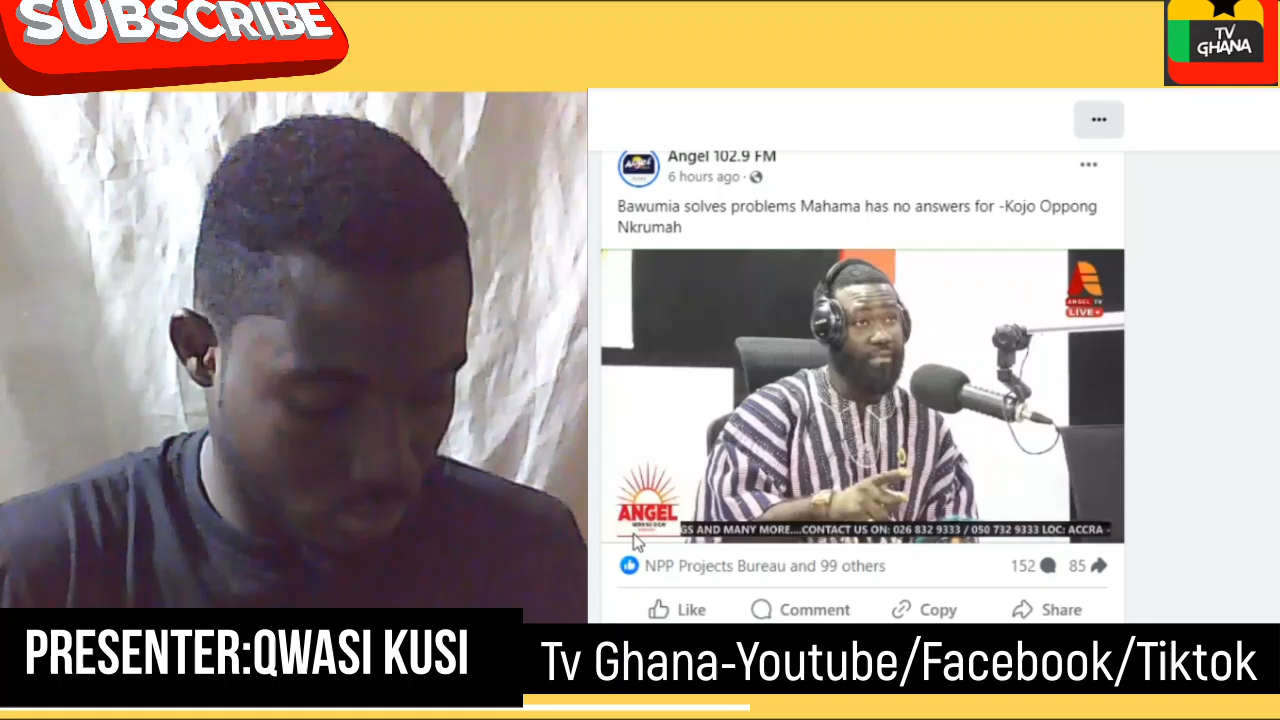 SUBSCRIBE
TV
GHANA
Angel 102.9 FM
6 hours ago ·
Bawumia solves problems Mahama has no answers for -Kojo Oppong
Nkrumah
ANGEL TV
LIVE
ANGEL
GS AND MANY MORE....CONTACT US ON: 026 832 9333 / 050 732 9333 LOC: ACCRA -
NPP Projects Bureau and 99 others
152
85
Like
Comment
Copy
Share
PRESENTER:QWASI KUSI
Tv Ghana-Youtube/Facebook/Tiktok